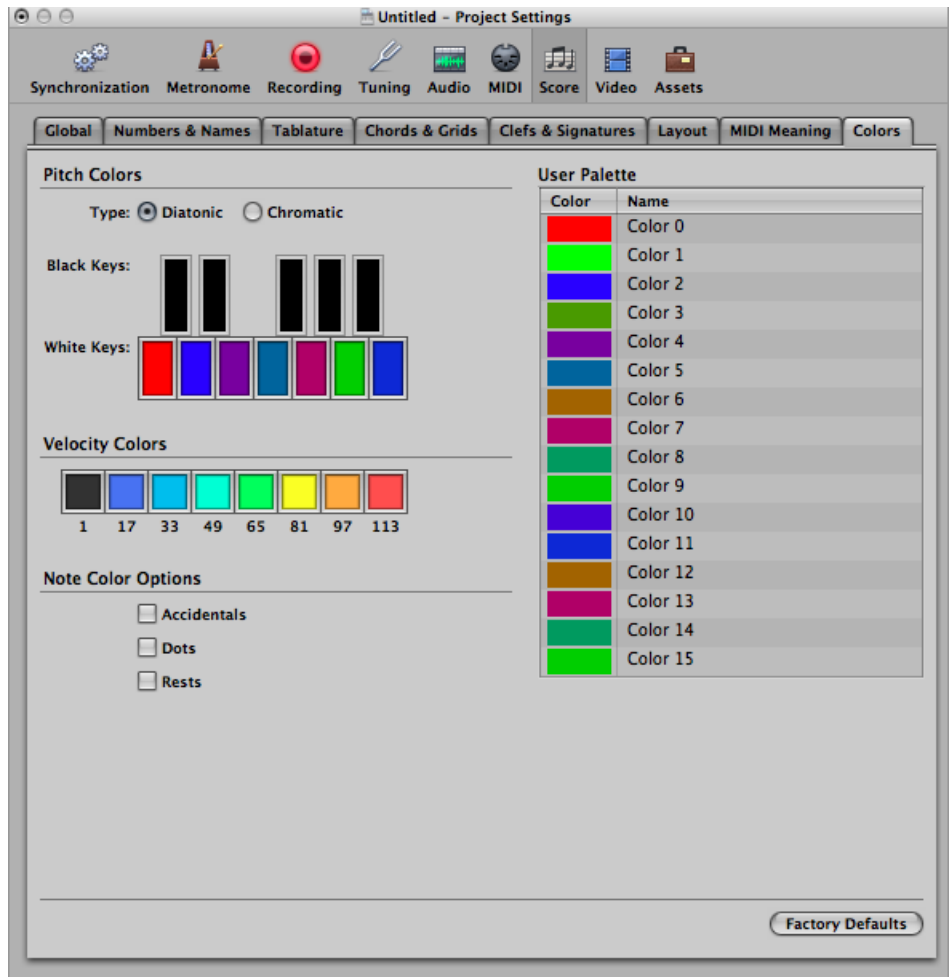 Untitled – Project Settings
Synchronization Metronome Recording Tuning Audio MIDI Score Video Assets
Global Numbers & Names Tablature Chords & Grids Clefs & Signatures Layout MIDI Meaning Colors
Pitch Colors
Type: Diatonic Chromatic
Black Keys:
White Keys:
Velocity Colors
1 17 33 49 65 81 97 113
Note Color Options
Accidentals
Dots
Rests
User Palette
Color Name
Color 0
Color 1
Color 2
Color 3
Color 4
Color 5
Color 6
Color 7
Color 8
Color 9
Color 10
Color 11
Color 12
Color 13
Color 14
Color 15
Factory Defaults